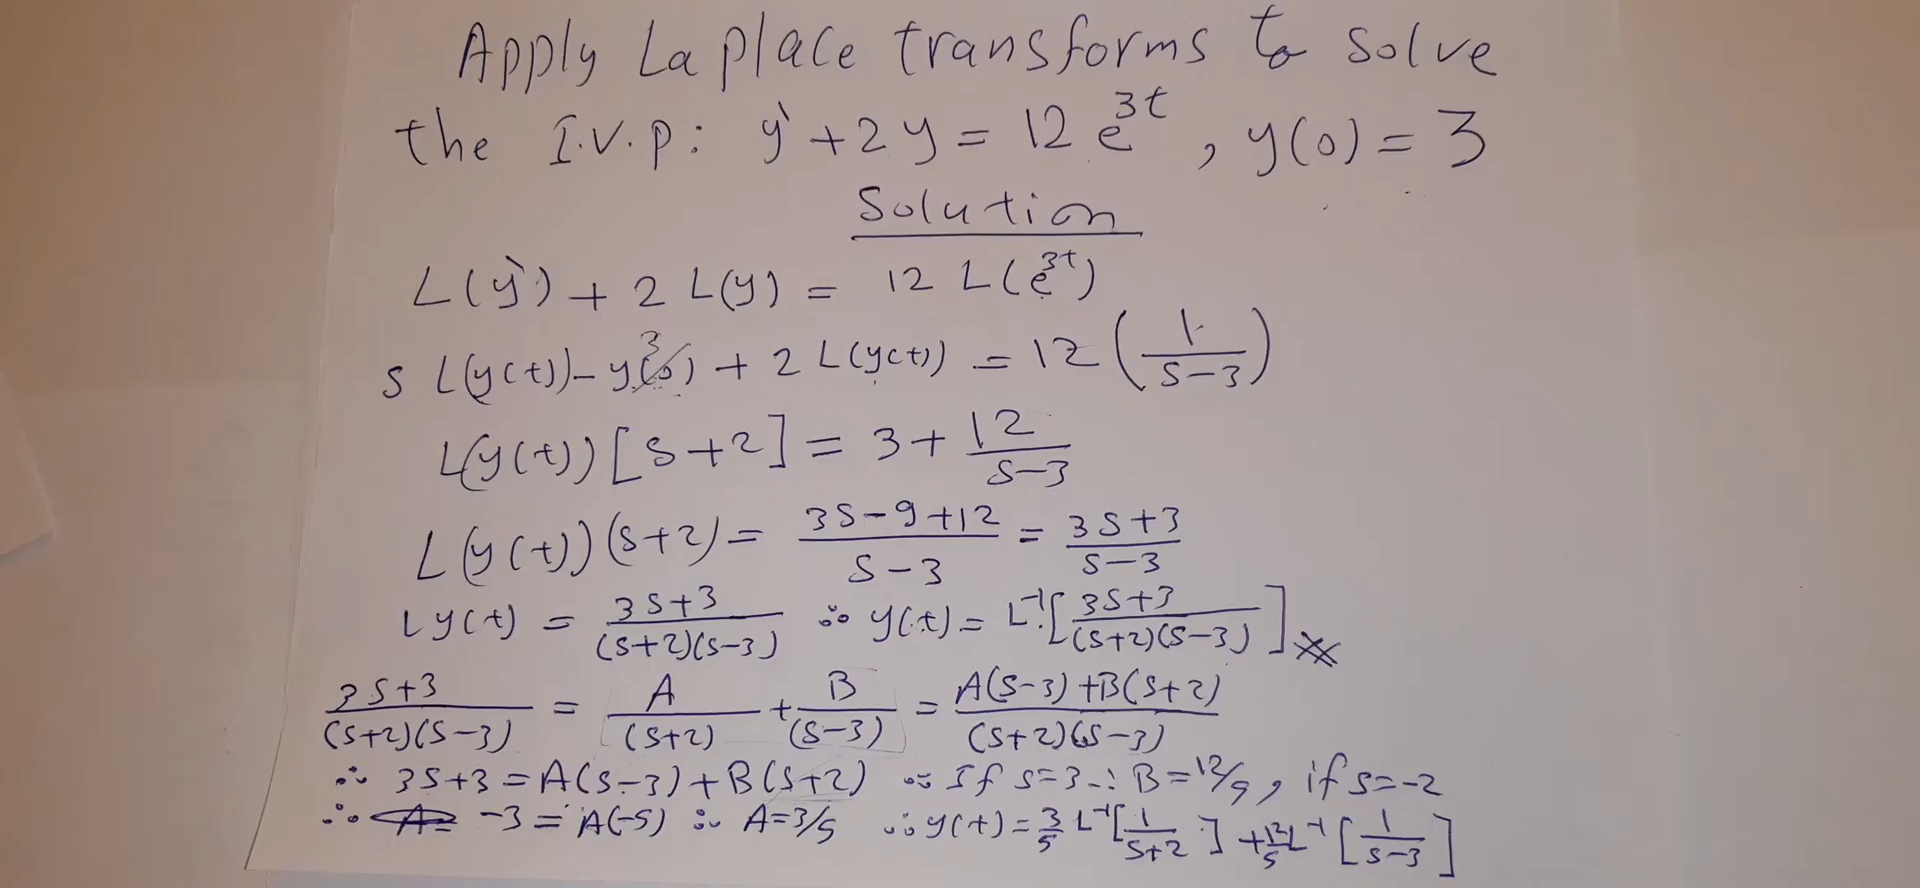 Apply Laplace transforms to solve
the I.V.P: y' + 2y = 12 e^3t , y(0) = 3
Solution
L(y') + 2 L(y) = 12 L(e^3t)
s L(y(t)) - y(0) 3 + 2 L(y(t)) = 12 (1/(s-3))
L(y(t)) [s+2] = 3 + 12/(s-3)
L(y(t)) (s+2) = (3s-9+12)/(s-3) = (3s+3)/(s-3)
L y(t) = (3s+3)/((s+2)(s-3)) ∴ y(t) = L^-1 [(3s+3)/((s+2)(s-3))]
(3s+3)/((s+2)(s-3)) = A/(s+2) + B/(s-3) = (A(s-3)+B(s+2))/((s+2)(s-3))
∴ 3s+3 = A(s-3) + B(s+2) ∴ If s=3 ∴ B = 12/9, if s=-2
∴ A= -3 = A(-5) ∴ A = 3/5 ∴ y(t) = 3/5 L^-1 [1/(s+2)] + 12/5 L^-1 [1/(s-3)]